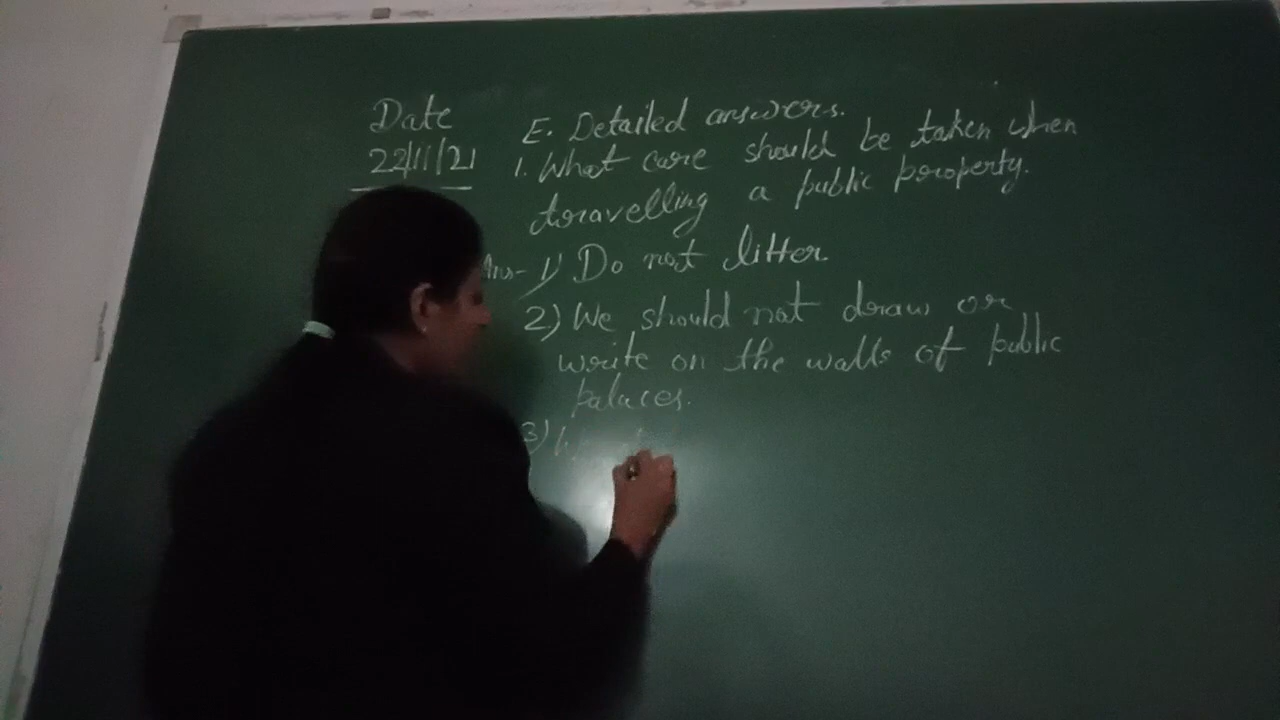 Date
22/11/21
E. Detailed answers.
1. What care should be taken when
travelling a public property.
Ans- 1) Do not litter.
2) We should not draw or
write on the walls of public
palaces.
3)